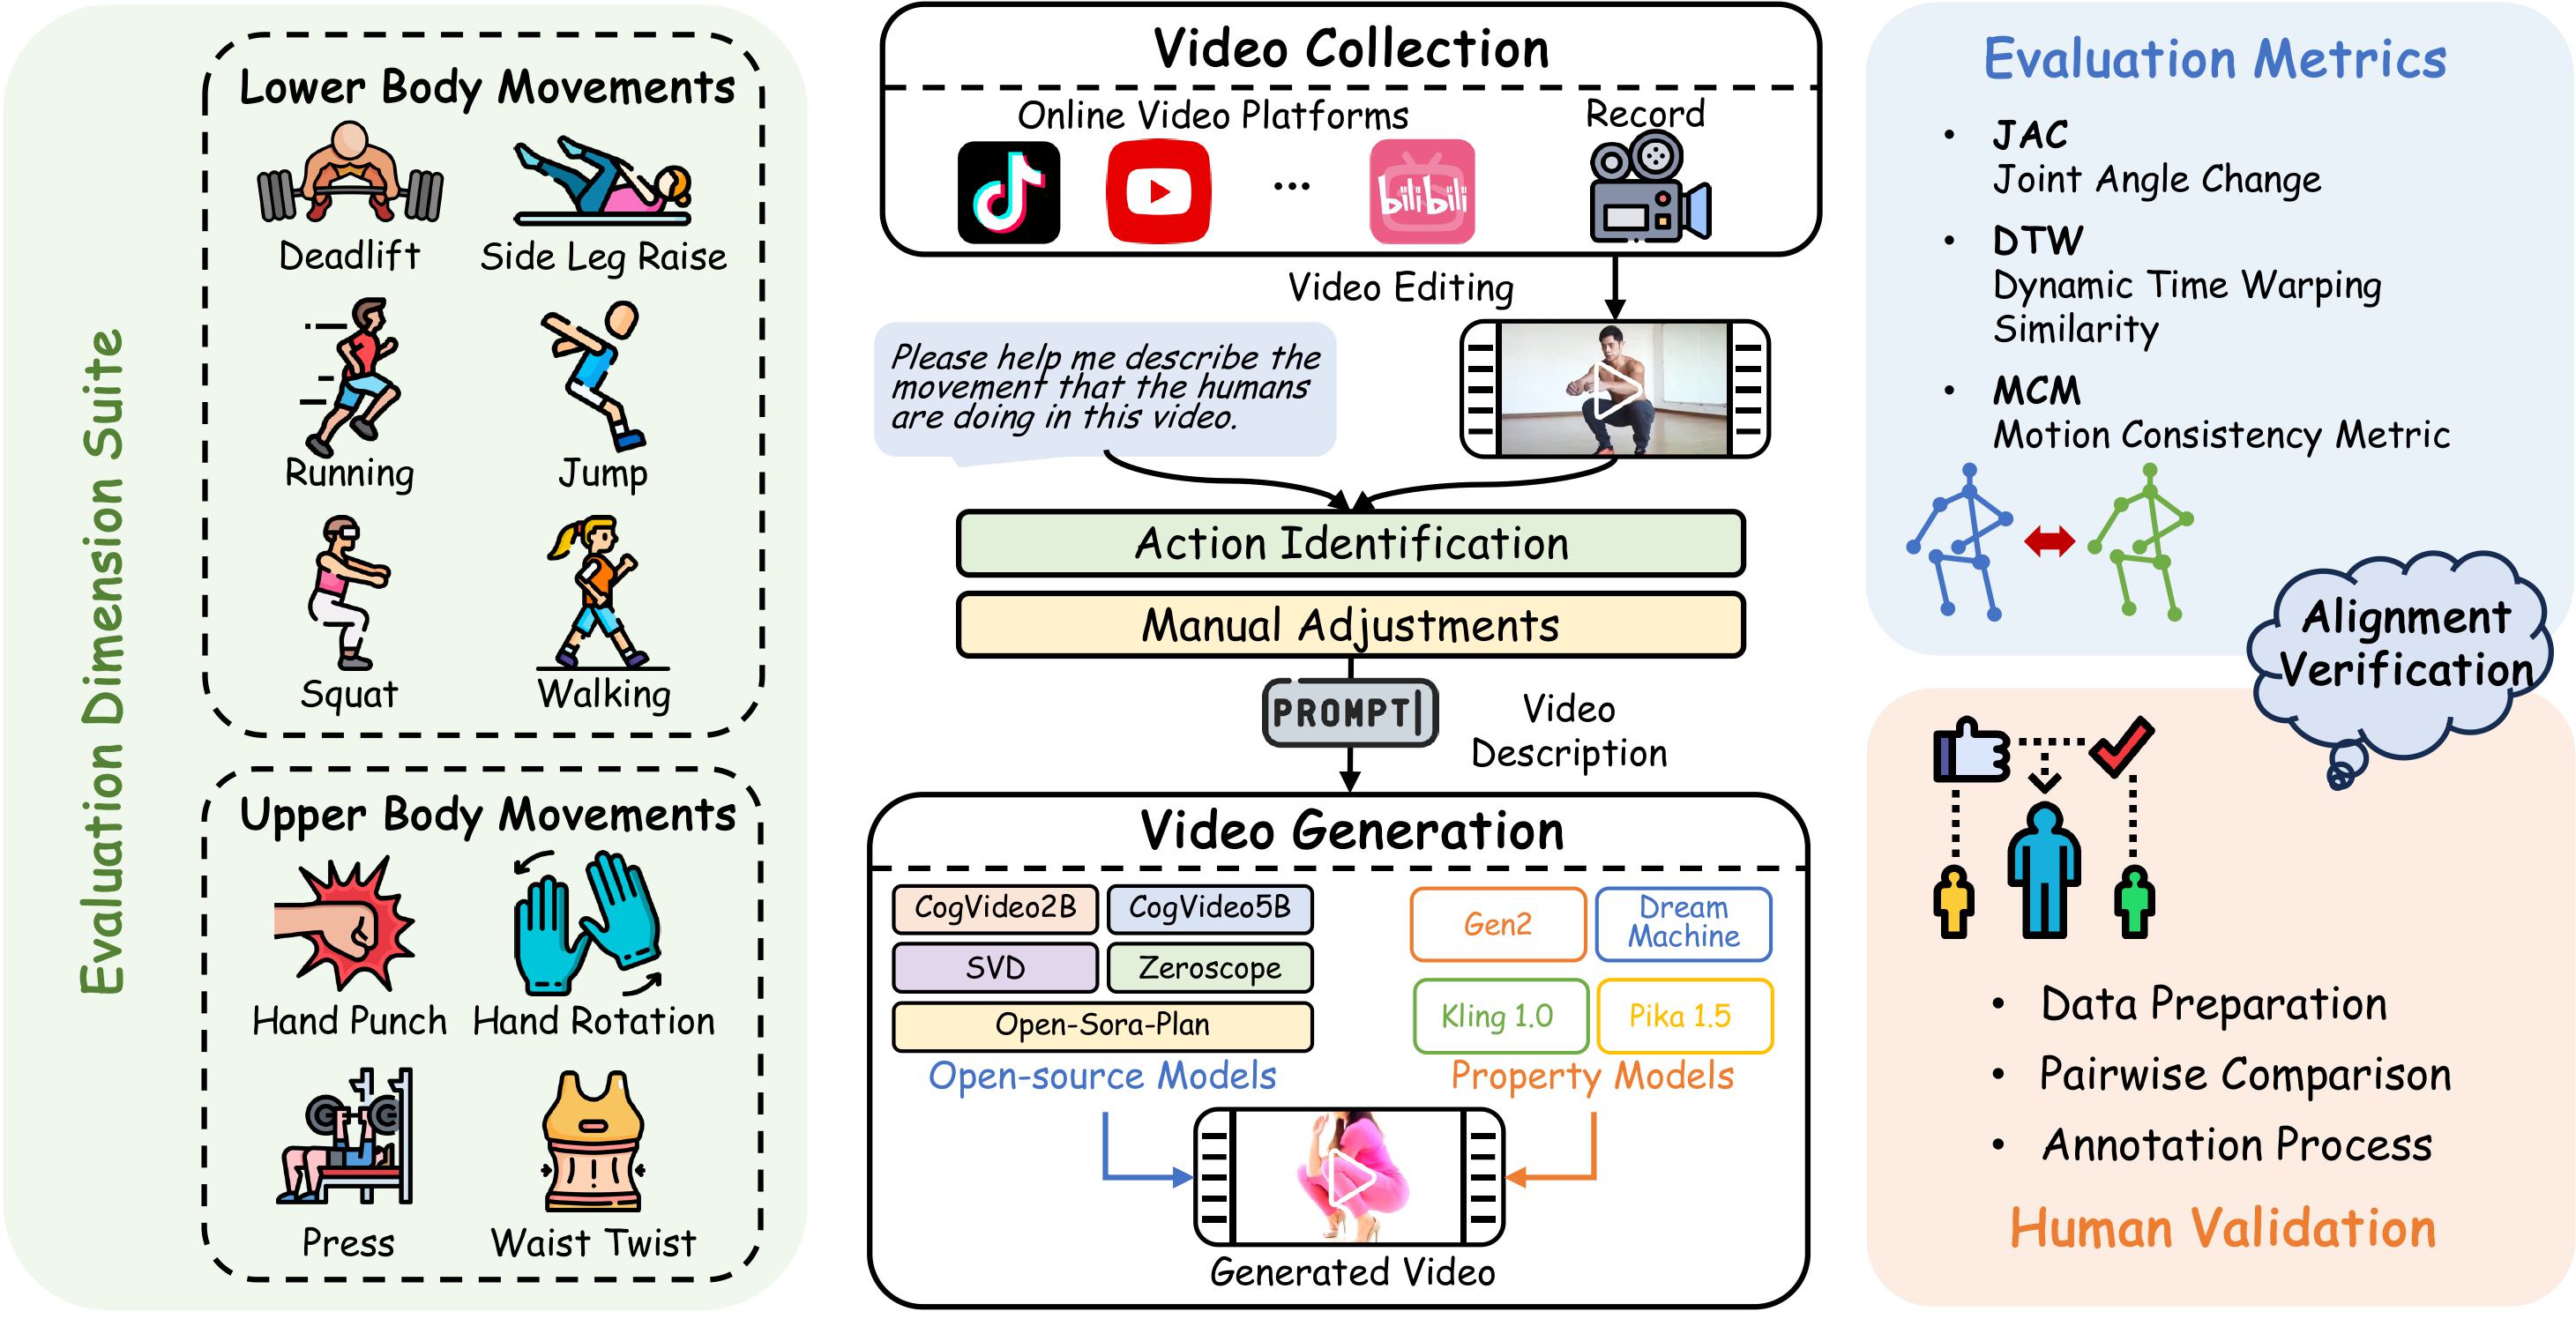 Evaluation Dimension Suite
Lower Body Movements
Deadlift
Side Leg Raise
Running
Jump
Squat
Walking
Upper Body Movements
Hand Punch
Hand Rotation
Press
Waist Twist
Video Collection
Online Video Platforms
Record
...
bilibili
Video Editing
Please help me describe the
movement that the humans
are doing in this video.
Action Identification
Manual Adjustments
PROMPT
Video
Description
Video Generation
CogVideo2B
CogVideo5B
SVD
Zeroscope
Open-Sora-Plan
Open-source Models
Gen2
Dream
Machine
Kling 1.0
Pika 1.5
Property Models
Generated Video
Evaluation Metrics
• JAC
Joint Angle Change
• DTW
Dynamic Time Warping
Similarity
• MCM
Motion Consistency Metric
Alignment
Verification
• Data Preparation
• Pairwise Comparison
• Annotation Process
Human Validation